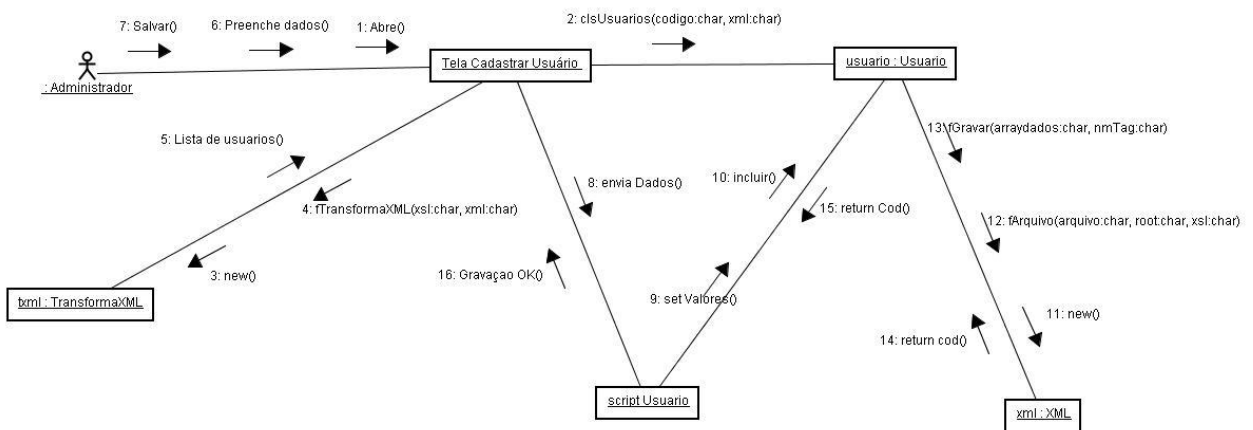 7: Salvar()
6: Preenche dados()
1: Abre()
2: clsUsuarios(codigo:char, xml:char)
: Administrador
Tela Cadastrar Usuário
usuario : Usuario
5: Lista de usuarios()
4: fTransformaXML(xsl:char, xml:char)
3: new()
txml : TransformaXML
8: envia Dados()
16: Gravaçao OK()
10: incluir()
15: return Cod()
9: set Valores()
script Usuario
13: fGravar(arraydados:char, nmTag:char)
12: fArquivo(arquivo:char, root:char, xsl:char)
11: new()
14: return cod()
xml : XML